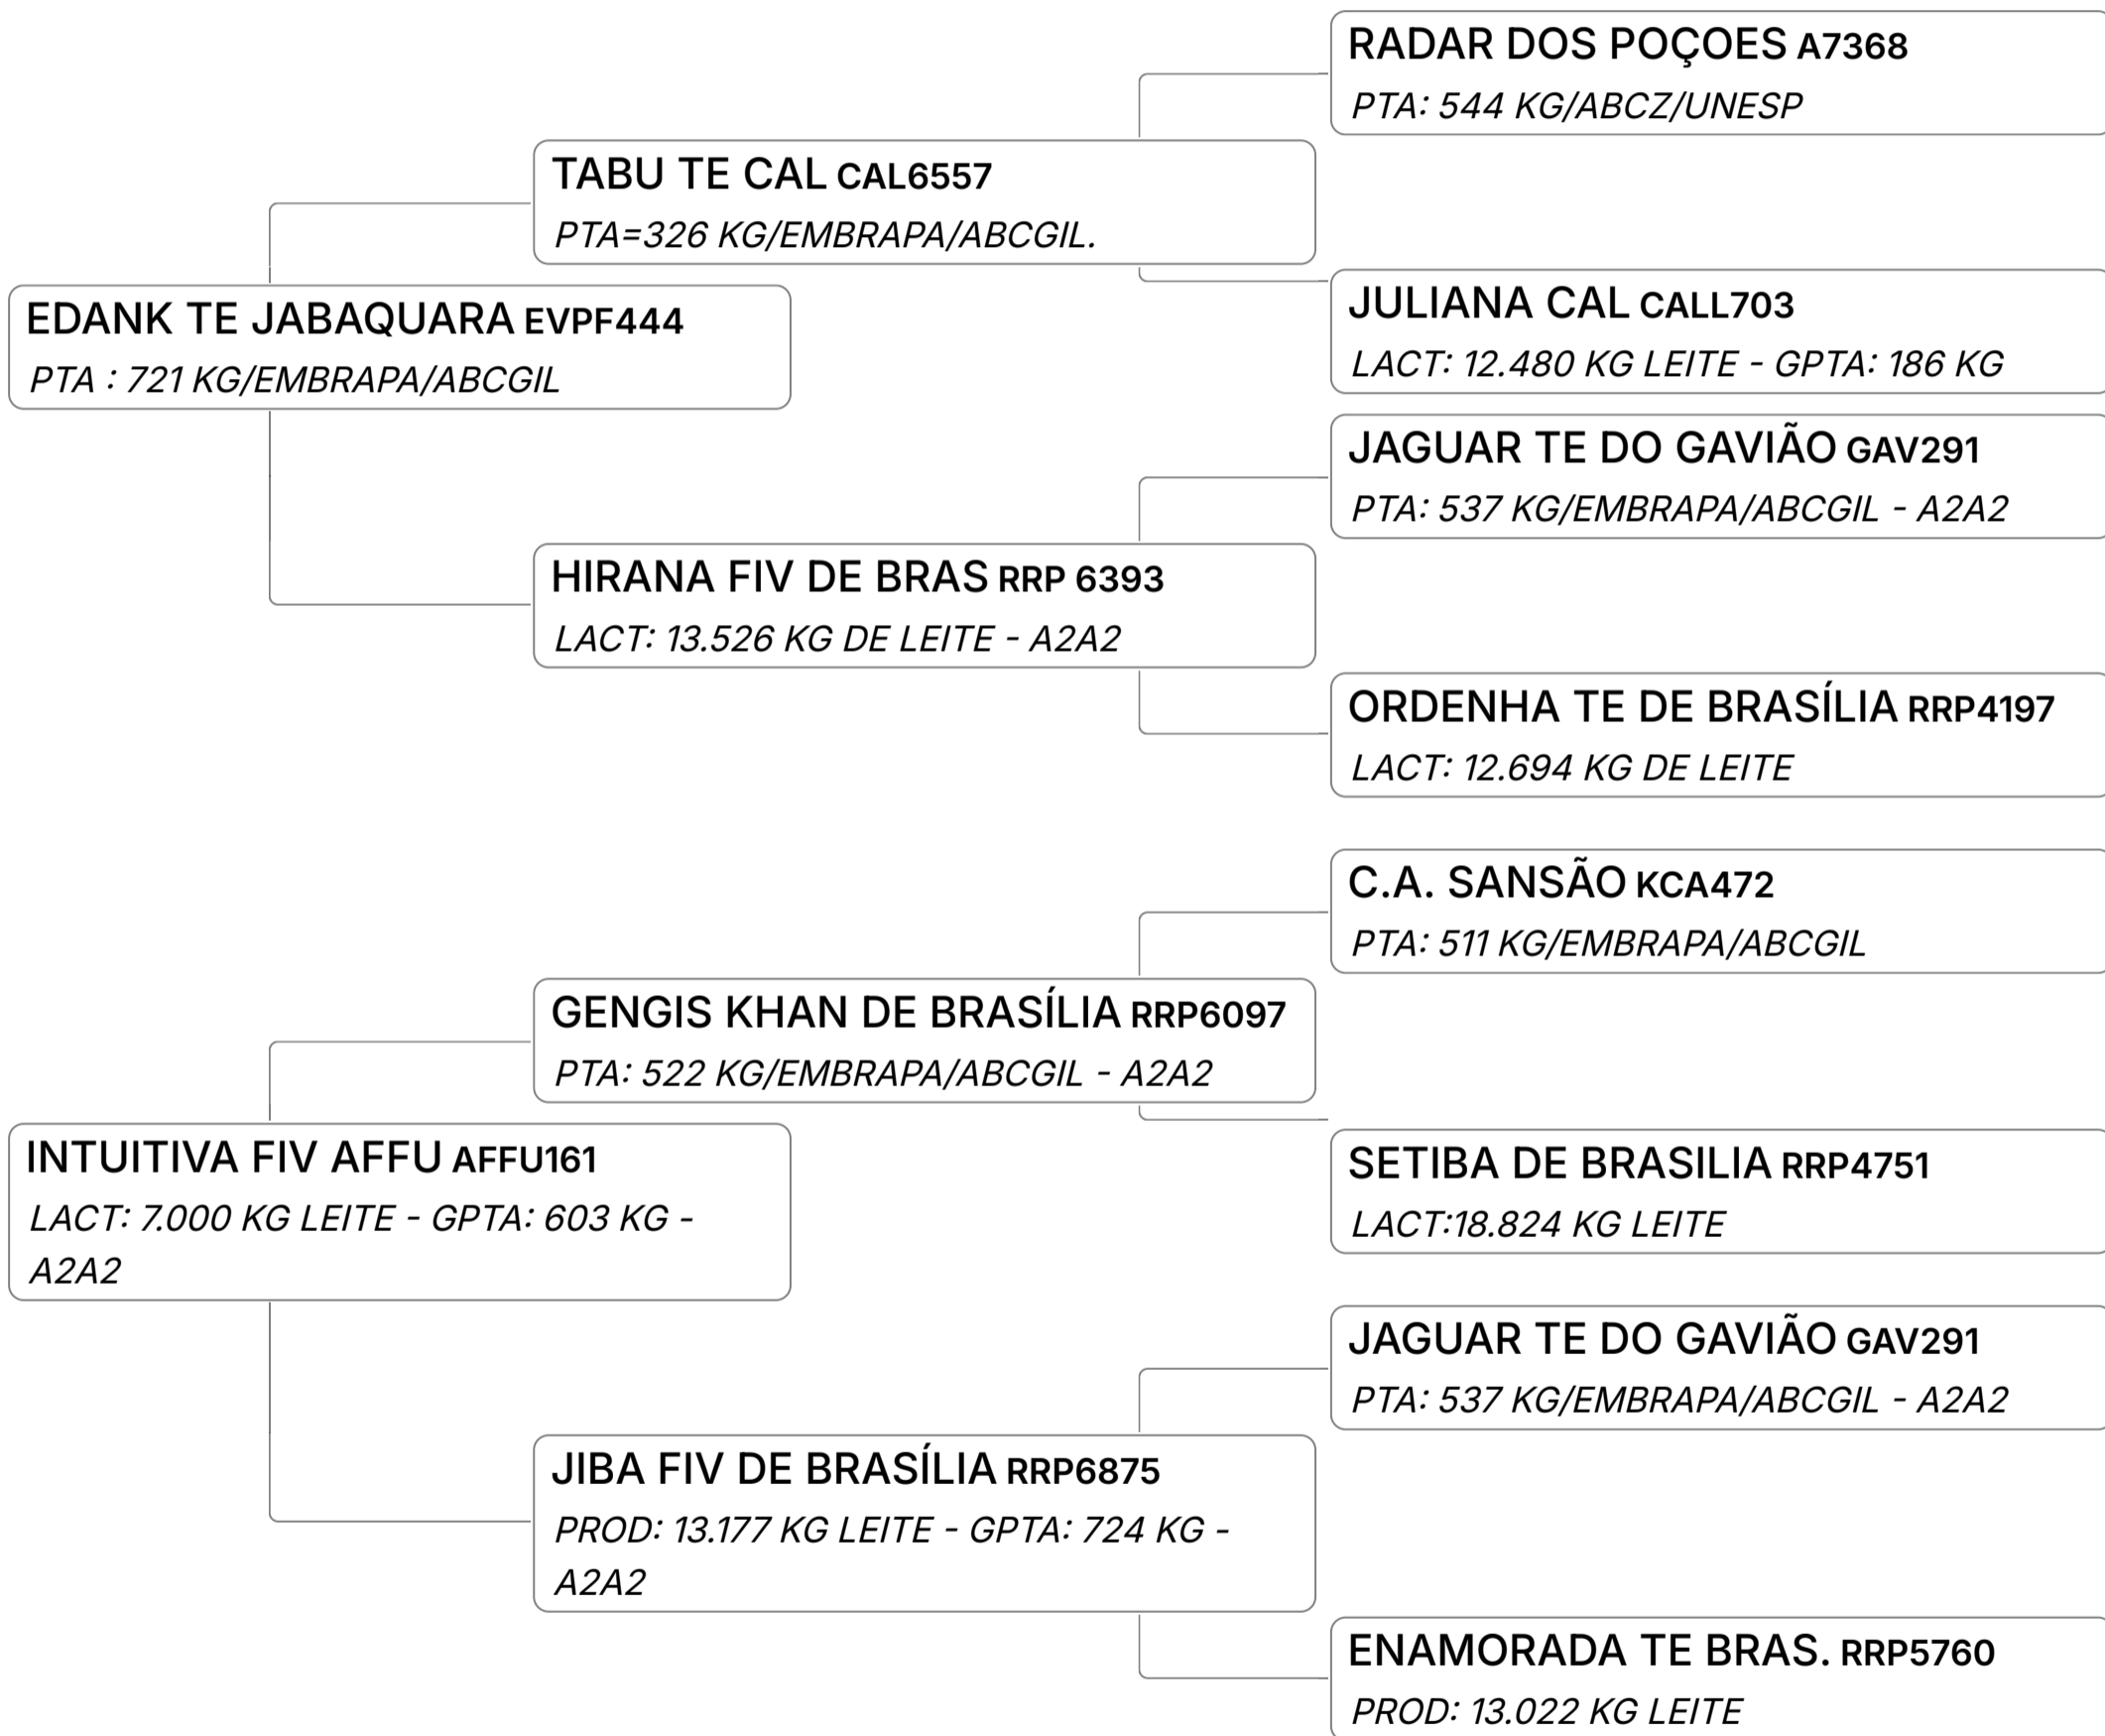 RADAR DOS POÇOES A7368
PTA: 544 KG/ABCZ/UNESP
TABU TE CAL CAL6557
PTA=326 KG/EMBRAPA/ABCGIL.
JULIANA CAL CALL703
LACT: 12.480 KG LEITE - GPTA: 186 KG
EDANK TE JABAQUARA EVPF444
PTA : 721 KG/EMBRAPA/ABCGIL
JAGUAR TE DO GAVIÃO GAV291
PTA: 537 KG/EMBRAPA/ABCGIL - A2A2
HIRANA FIV DE BRAS RRP 6393
LACT: 13.526 KG DE LEITE - A2A2
ORDENHA TE DE BRASÍLIA RRP4197
LACT: 12.694 KG DE LEITE
C.A. SANSÃO KCA472
PTA: 511 KG/EMBRAPA/ABCGIL
GENGIS KHAN DE BRASÍLIA RRP6097
PTA: 522 KG/EMBRAPA/ABCGIL - A2A2
SETIBA DE BRASILIA RRP4751
LACT:18.824 KG LEITE
INTUITIVA FIV AFFU AFFU161
LACT: 7.000 KG LEITE - GPTA: 603 KG -
A2A2
JAGUAR TE DO GAVIÃO GAV291
PTA: 537 KG/EMBRAPA/ABCGIL - A2A2
JIBA FIV DE BRASÍLIA RRP6875
PROD: 13.177 KG LEITE - GPTA: 724 KG -
A2A2
ENAMORADA TE BRAS. RRP5760
PROD: 13.022 KG LEITE